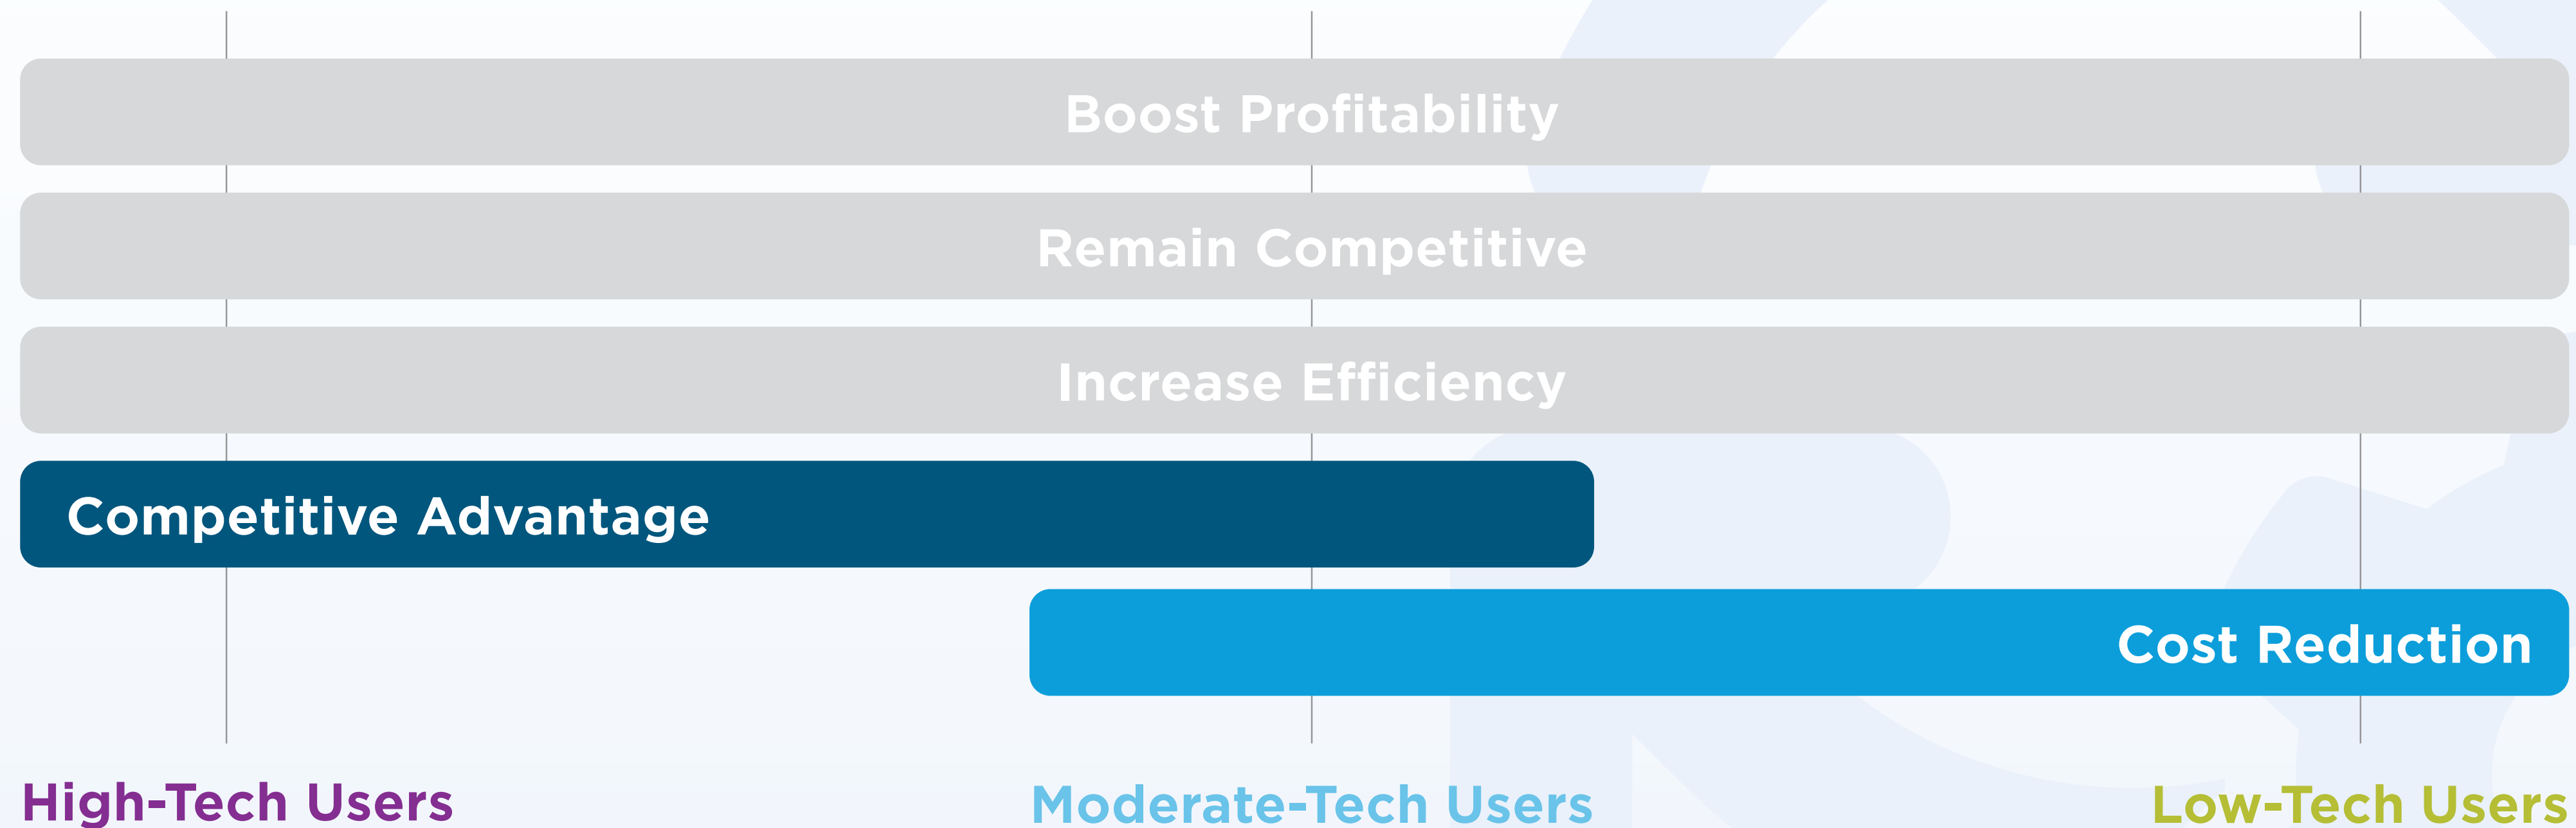 Boost Profitability
Remain Competitive
Increase Efficiency
Competitive Advantage
Cost Reduction
High-Tech Users
Moderate-Tech Users
Low-Tech Users